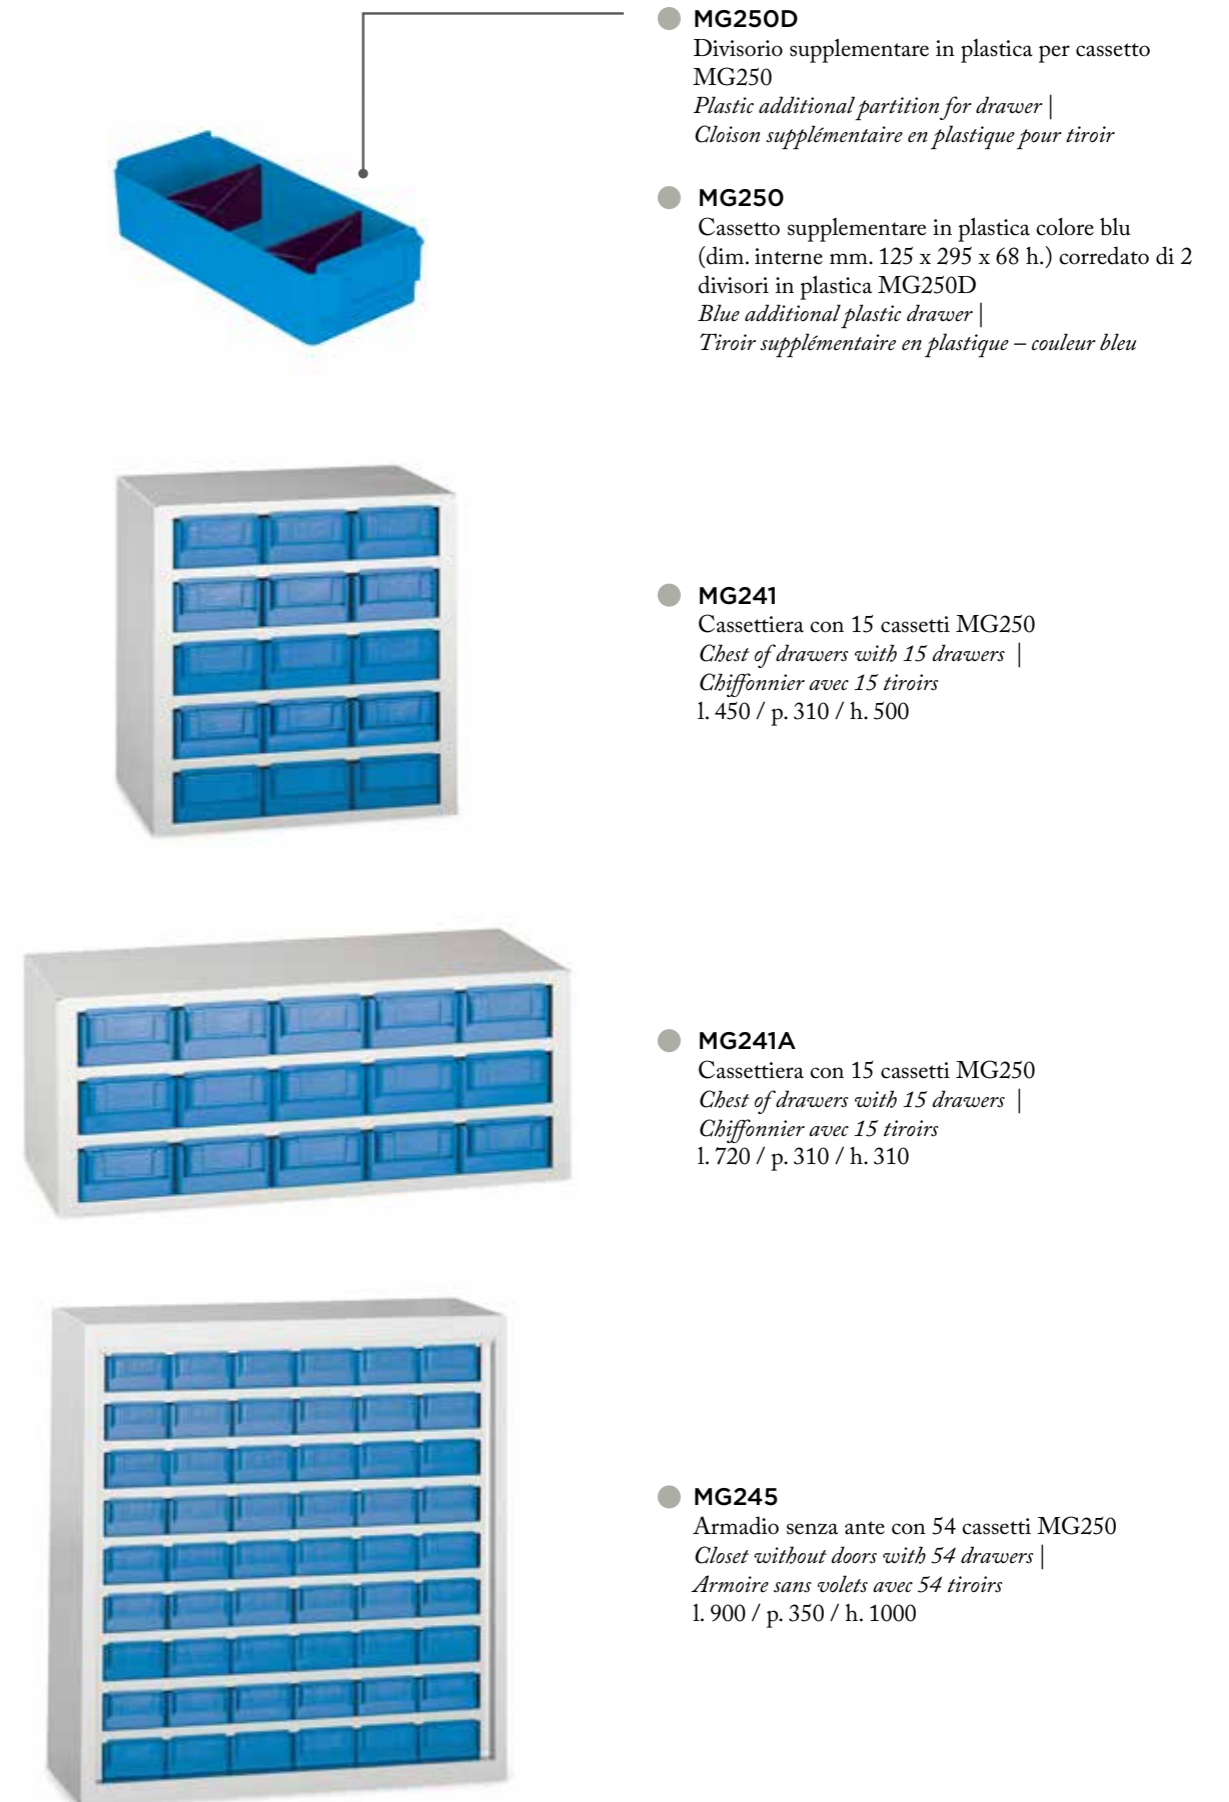 MG250D
Divisorio supplementare in plastica per cassetto
MG250
Plastic additional partition for drawer |
Cloison supplémentaire en plastique pour tiroir
MG250
Cassetto supplementare in plastica colore blu
(dim. interne mm. 125 x 295 x 68 h.) corredato di 2
divisori in plastica MG250D
Blue additional plastic drawer |
Tiroir supplémentaire en plastique – couleur bleu
MG241
Cassettiera con 15 cassetti MG250
Chest of drawers with 15 drawers |
Chiffonnier avec 15 tiroirs
l. 450 / p. 310 / h. 500
MG241A
Cassettiera con 15 cassetti MG250
Chest of drawers with 15 drawers |
Chiffonnier avec 15 tiroirs
l. 720 / p. 310 / h. 310
MG245
Armadio senza ante con 54 cassetti MG250
Closet without doors with 54 drawers |
Armoire sans volets avec 54 tiroirs
l. 900 / p. 350 / h. 1000